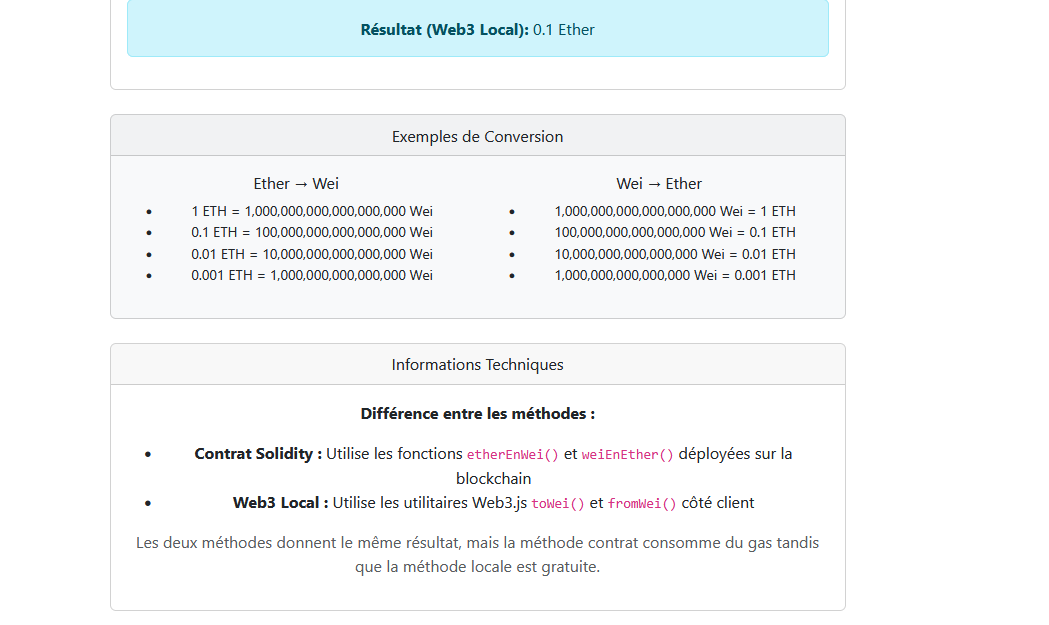 Résultat (Web3 Local): 0.1 Ether
Exemples de Conversion
Ether → Wei
• 1 ETH = 1,000,000,000,000,000,000 Wei
• 0.1 ETH = 100,000,000,000,000,000 Wei
• 0.01 ETH = 10,000,000,000,000,000 Wei
• 0.001 ETH = 1,000,000,000,000,000 Wei
Wei → Ether
• 1,000,000,000,000,000,000 Wei = 1 ETH
• 100,000,000,000,000,000 Wei = 0.1 ETH
• 10,000,000,000,000,000 Wei = 0.01 ETH
• 1,000,000,000,000,000 Wei = 0.001 ETH
Informations Techniques
Différence entre les méthodes :
• Contrat Solidity : Utilise les fonctions etherEnWei() et weiEnEther() déployées sur la
blockchain
• Web3 Local : Utilise les utilitaires Web3.js toWei() et fromWei() côté client
Les deux méthodes donnent le même résultat, mais la méthode contrat consomme du gas tandis
que la méthode locale est gratuite.